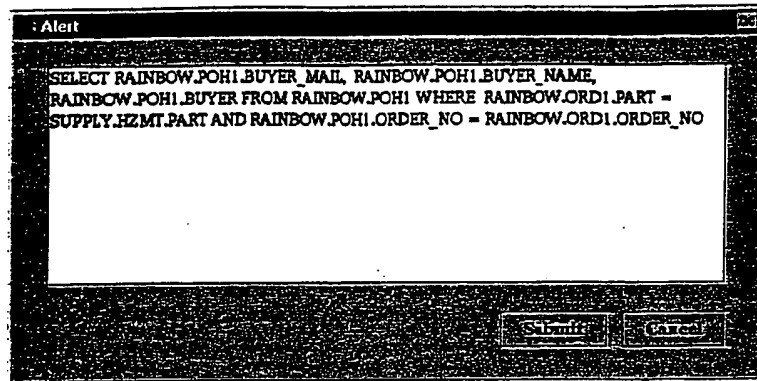 Alert
SELECT RAINBOW.POH1.BUYER_MAIL, RAINBOW.POH1.BUYER_NAME,
RAINBOW.POH1.BUYER FROM RAINBOW.POH1 WHERE RAINBOW.ORD1.PART =
SUPPLY.HZMT.PART AND RAINBOW.POH1.ORDER_NO = RAINBOW.ORD1.ORDER_NO
Submit Cancel